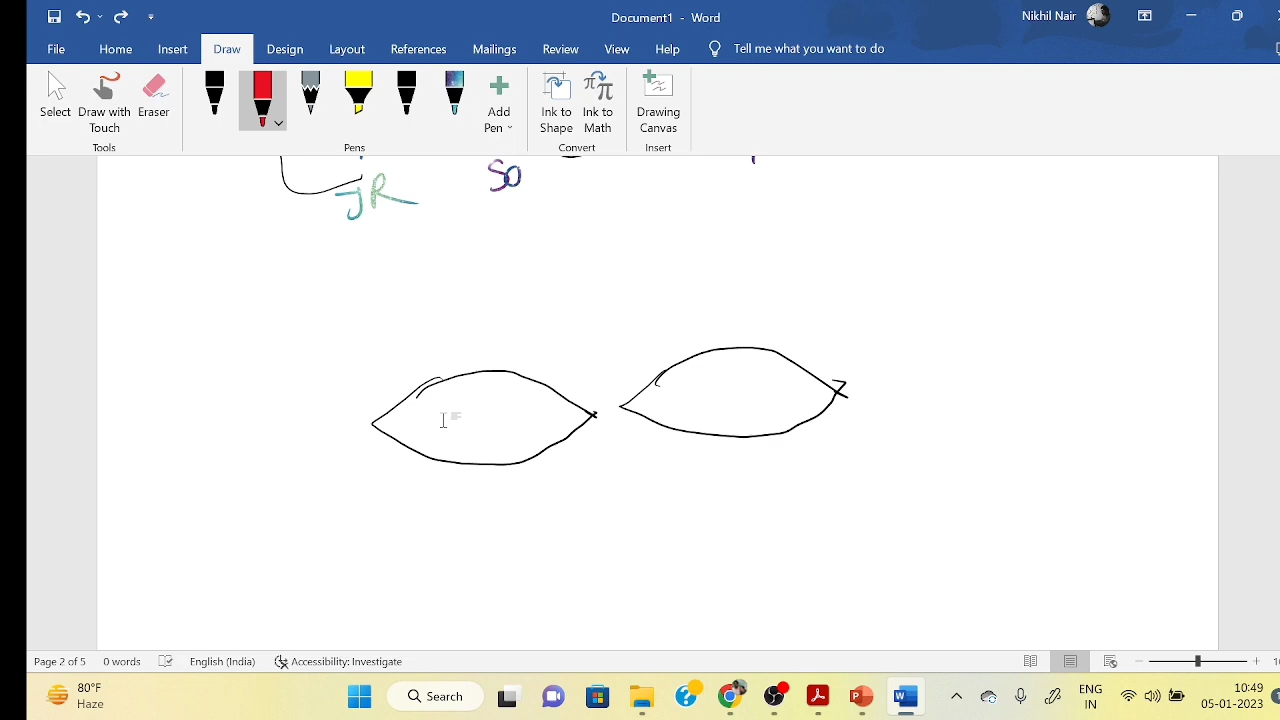 Document1 - Word
Nikhil Nair
File Home Insert Draw Design Layout References Mailings Review View Help Tell me what you want to do
Select
Draw with
Touch
Eraser
Add
Pen
Ink to
Shape
Ink to
Math
Drawing
Canvas
Tools
Pens
Convert
Insert
JR
SO
Page 2 of 5 0 words English (India) Accessibility: Investigate
80°F
Haze
Search
ENG
IN
10:49
05-01-2023